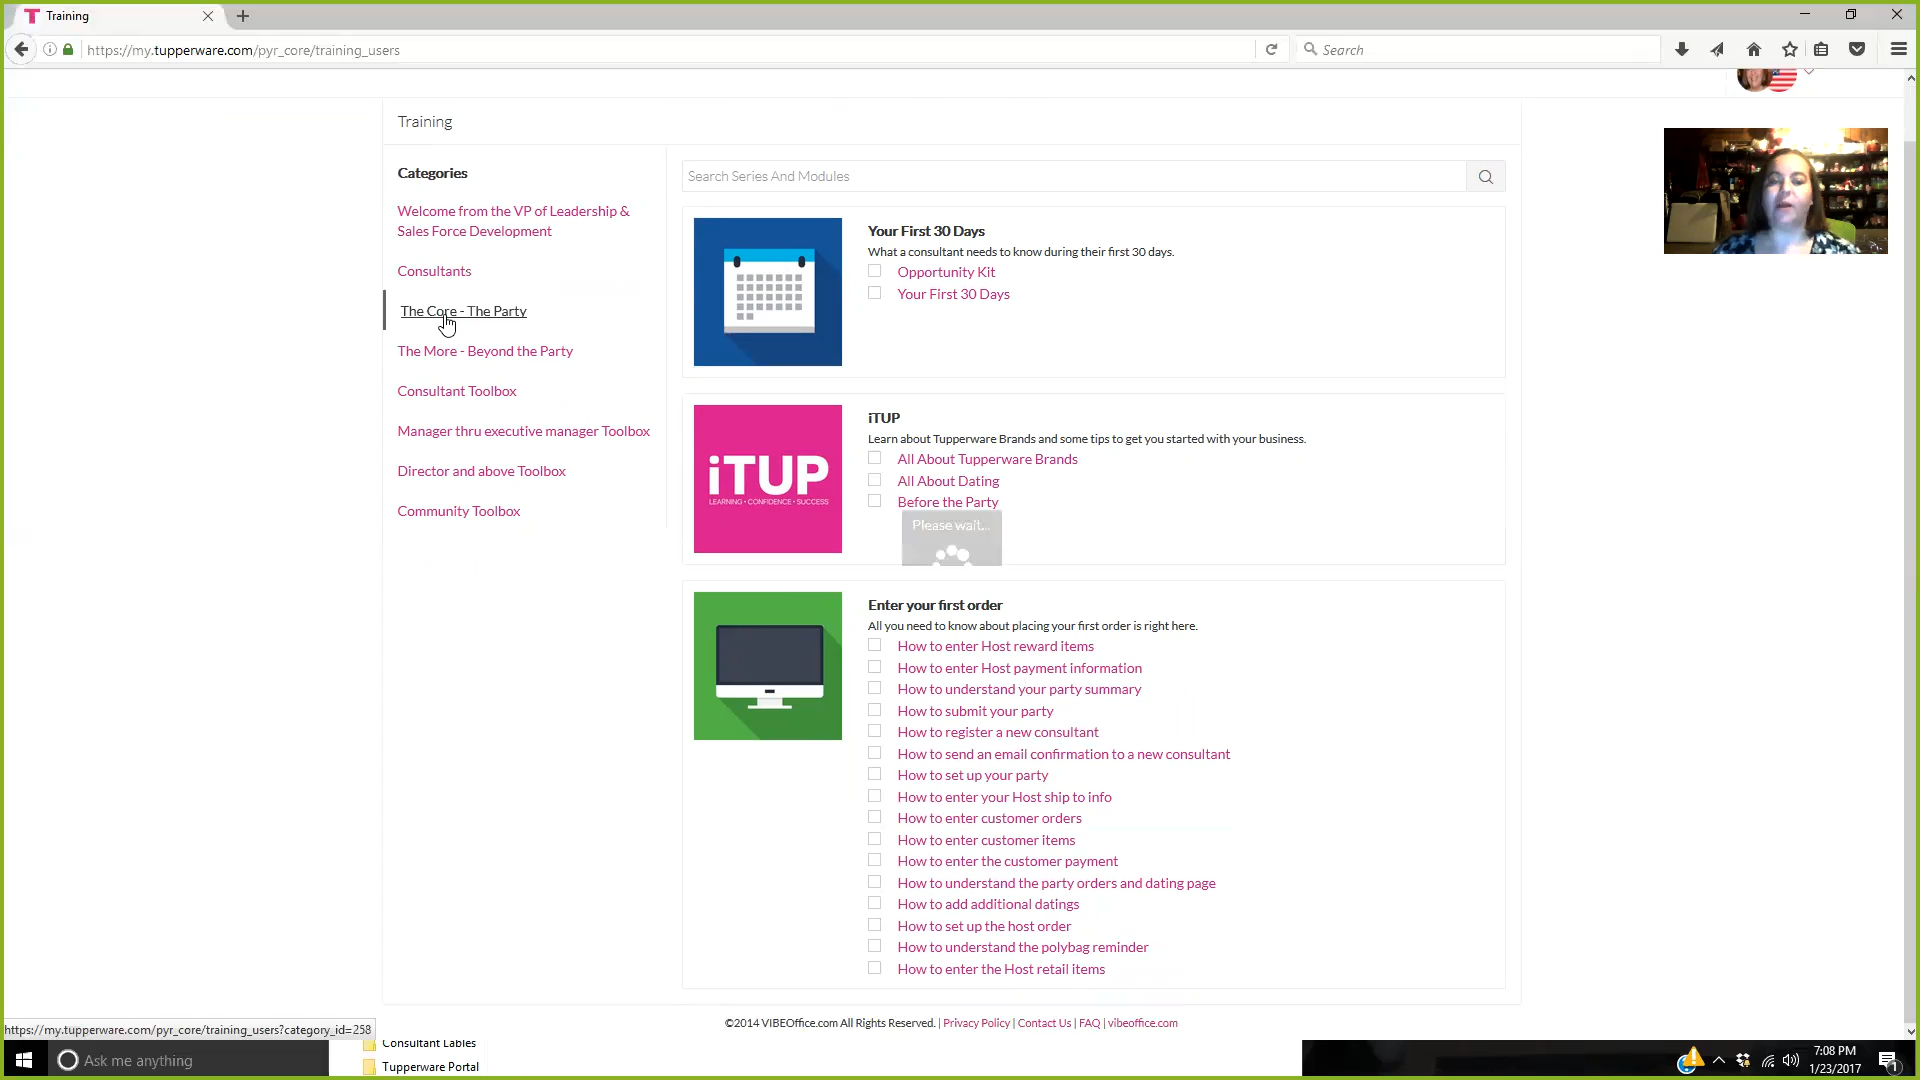 Training
https://my.tupperware.com/pyr_core/training_users
Search
Training
Categories
Welcome from the VP of Leadership &
Sales Force Development
Consultants
The Core - The Party
The More - Beyond the Party
Consultant Toolbox
Manager thru executive manager Toolbox
Director and above Toolbox
Community Toolbox
Search Series And Modules
Your First 30 Days
What a consultant needs to know during their first 30 days.
Opportunity Kit
Your First 30 Days
iTUP
LEARNING • CONFIDENCE • SUCCESS
iTUP
Learn about Tupperware Brands and some tips to get you started with your business.
All About Tupperware Brands
All About Dating
Before the Party
Please wait...
Enter your first order
All you need to know about placing your first order is right here.
How to enter Host reward items
How to enter Host payment information
How to understand your party summary
How to submit your party
How to register a new consultant
How to send an email confirmation to a new consultant
How to set up your party
How to enter your Host ship to info
How to enter customer orders
How to enter customer items
How to enter the customer payment
How to understand the party orders and dating page
How to add additional datings
How to set up the host order
How to understand the polybag reminder
How to enter the Host retail items
©2014 VIBEOffice.com All Rights Reserved. | Privacy Policy | Contact Us | FAQ | vibeoffice.com
https://my.tupperware.com/pyr_core/training_users?category_id=258
Consultant Lables
Tupperware Portal
Ask me anything
7:08 PM
1/23/2017
1